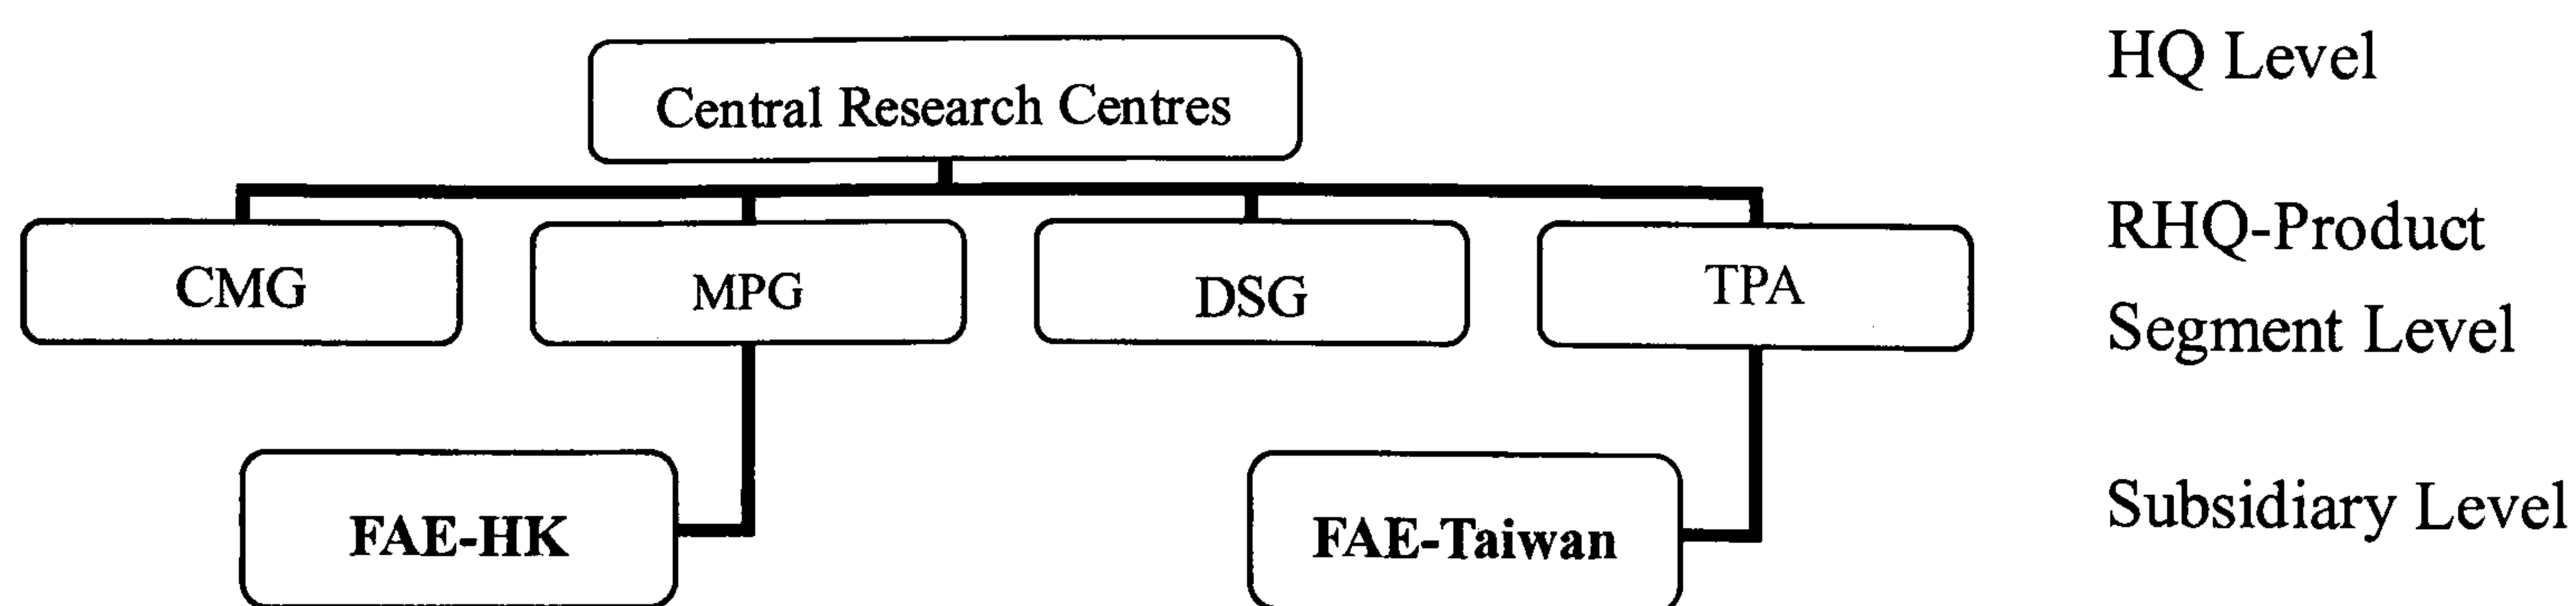 Central Research Centres
HQ Level
CMG
MPG
DSG
TPA
RHQ-Product
Segment Level
FAE-HK
FAE-Taiwan
Subsidiary Level